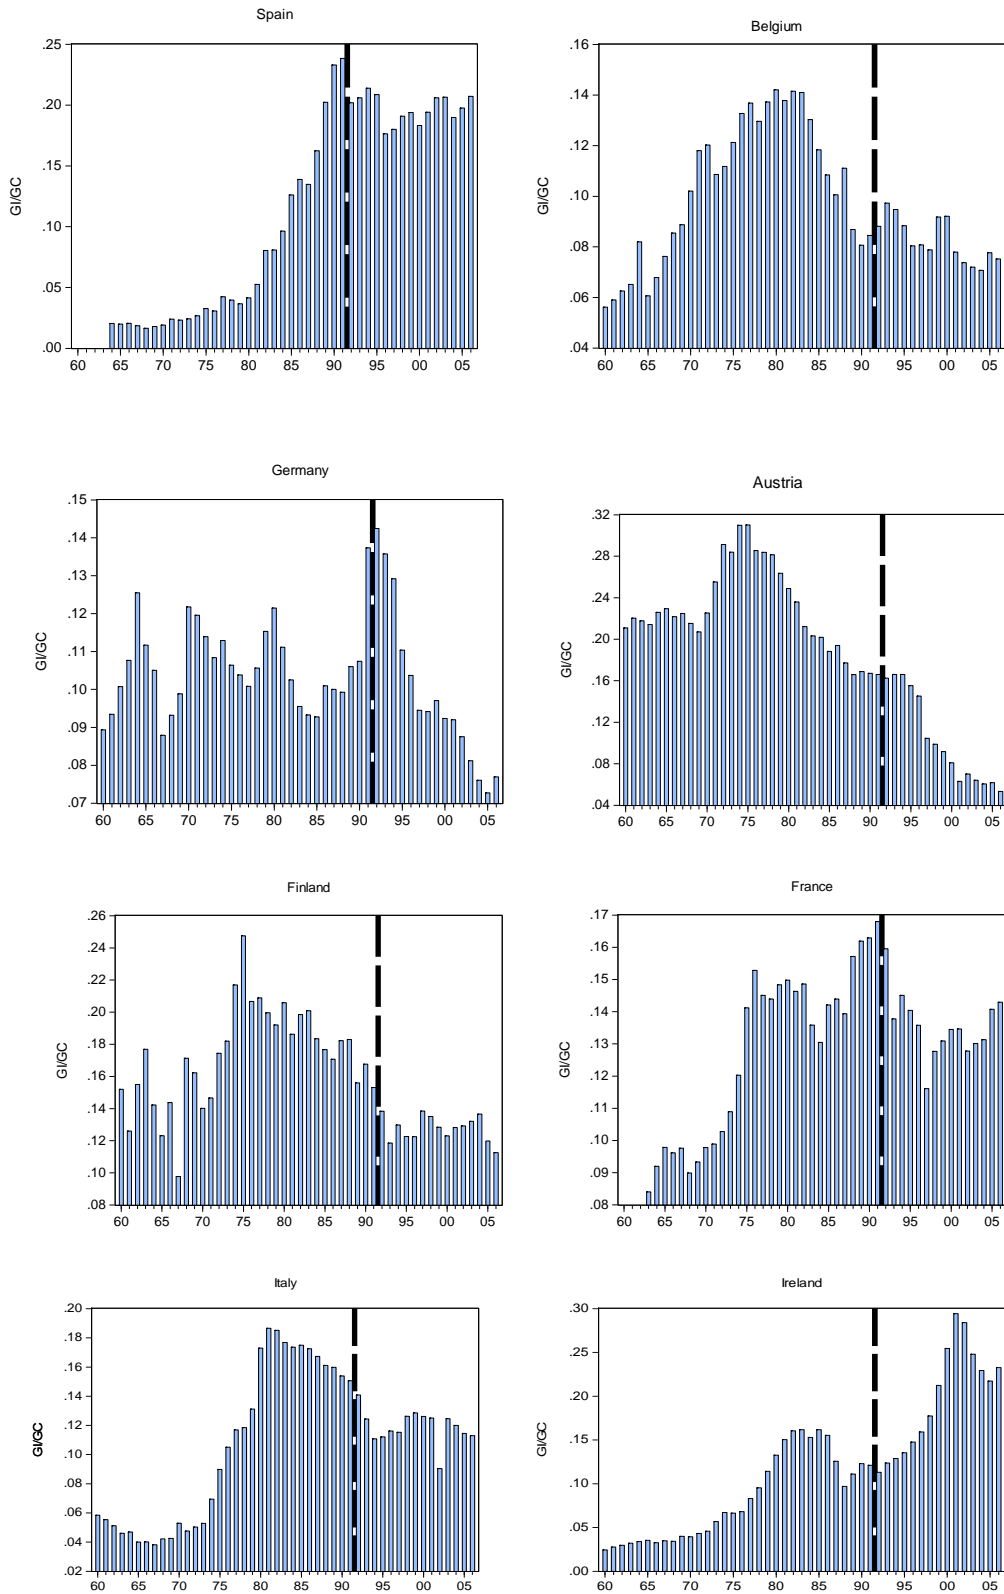 Spain
.25
.20
.15
.10
.05
.00
GI/GC
60 65 70 75 80 85 90 95 00 05
Belgium
.16
.14
.12
.10
.08
.06
.04
GI/GC
60 65 70 75 80 85 90 95 00 05
Germany
.15
.14
.13
.12
.11
.10
.09
.08
.07
GI/GC
60 65 70 75 80 85 90 95 00 05
Austria
.32
.28
.24
.20
.16
.12
.08
.04
GI/GC
60 65 70 75 80 85 90 95 00 05
Finland
.26
.24
.22
.20
.18
.16
.14
.12
.10
.08
GI/GC
60 65 70 75 80 85 90 95 00 05
France
.17
.16
.15
.14
.13
.12
.11
.10
.09
.08
GI/GC
60 65 70 75 80 85 90 95 00 05
Italy
.20
.18
.16
.14
.12
.10
.08
.06
.04
.02
GI/GC
60 65 70 75 80 85 90 95 00 05
Ireland
.30
.25
.20
.15
.10
.05
.00
GI/GC
60 65 70 75 80 85 90 95 00 05